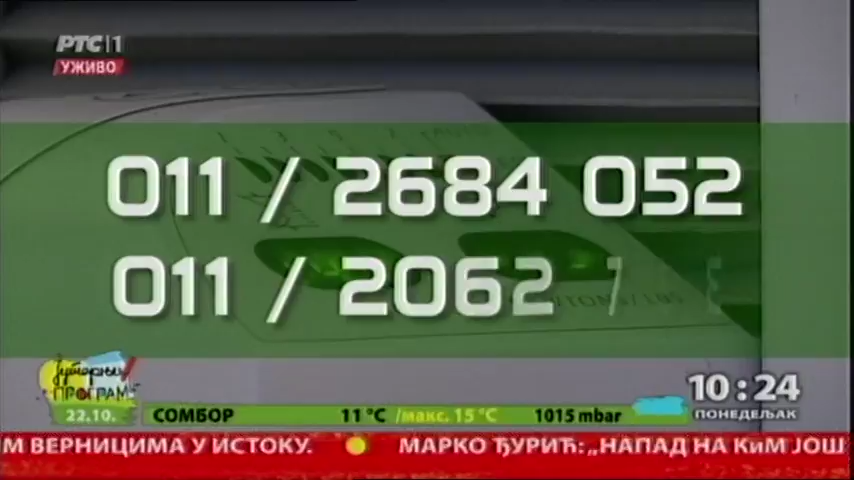 РТС|1
УЖИВО
011 / 2684 052
011 / 2062
Јутарњи
ПРОГРАМ
22.10.
СОМБОР 11 °C /макс. 15 °C 1015 mbar
10:24
ПОНЕДЕЉАК
М ВЕРНИЦИМА У ИСТОКУ. МАРКО ЂУРИЋ: „НАПАД НА КиМ ЈОШ